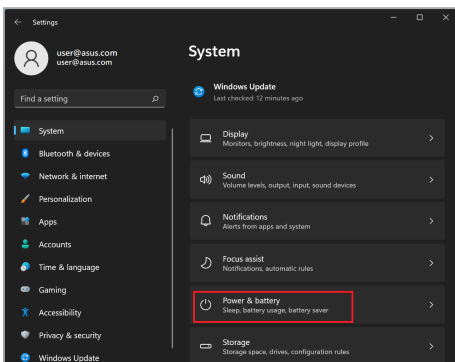 Settings
user@asus.com
user@asus.com
Find a setting
System
Bluetooth & devices
Network & internet
Personalization
Apps
Accounts
Time & language
Gaming
Accessibility
Privacy & security
Windows Update
System
Windows Update
Last checked: 12 minutes ago
Display
Monitors, brightness, night light, display profile
Sound
Volume levels, output, input, sound devices
Notifications
Alerts from apps and system
Focus assist
Notifications, automatic rules
Power & battery
Sleep, battery usage, battery saver
Storage
Storage space, drives, configuration rules